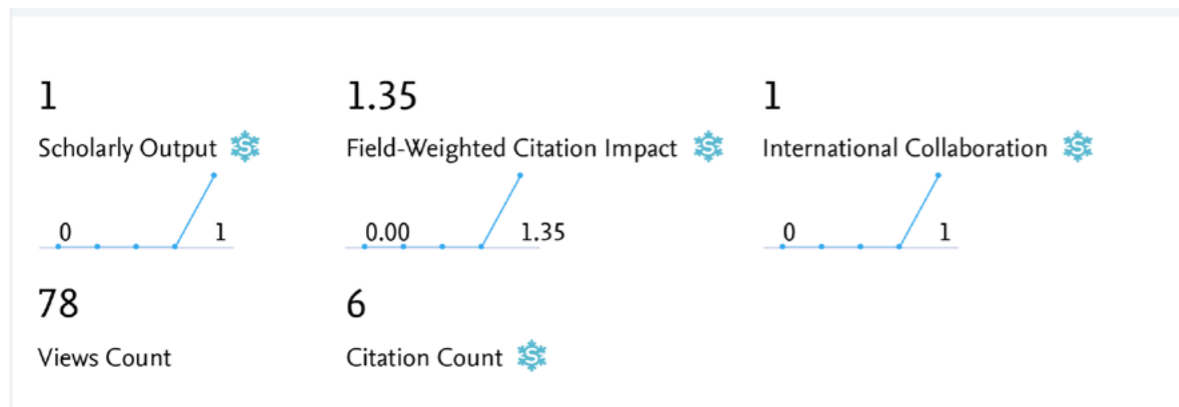 1 1.35 1
Scholarly Output S Field-Weighted Citation Impact S International Collaboration S
0 1 0.00 1.35 0 1
78 6
Views Count Citation Count S